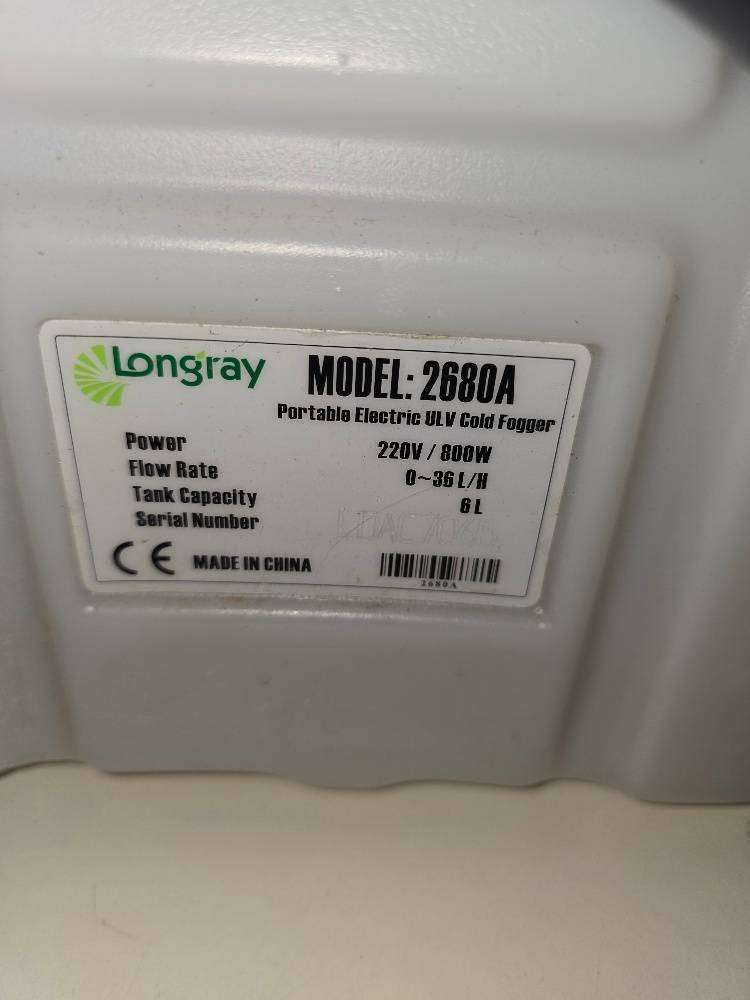 Longray MODEL: 2680A
Portable Electric ULV Cold Fogger
Power 220V / 800W
Flow Rate 0~36 L/H
Tank Capacity 6 L
Serial Number
CE MADE IN CHINA
2680A